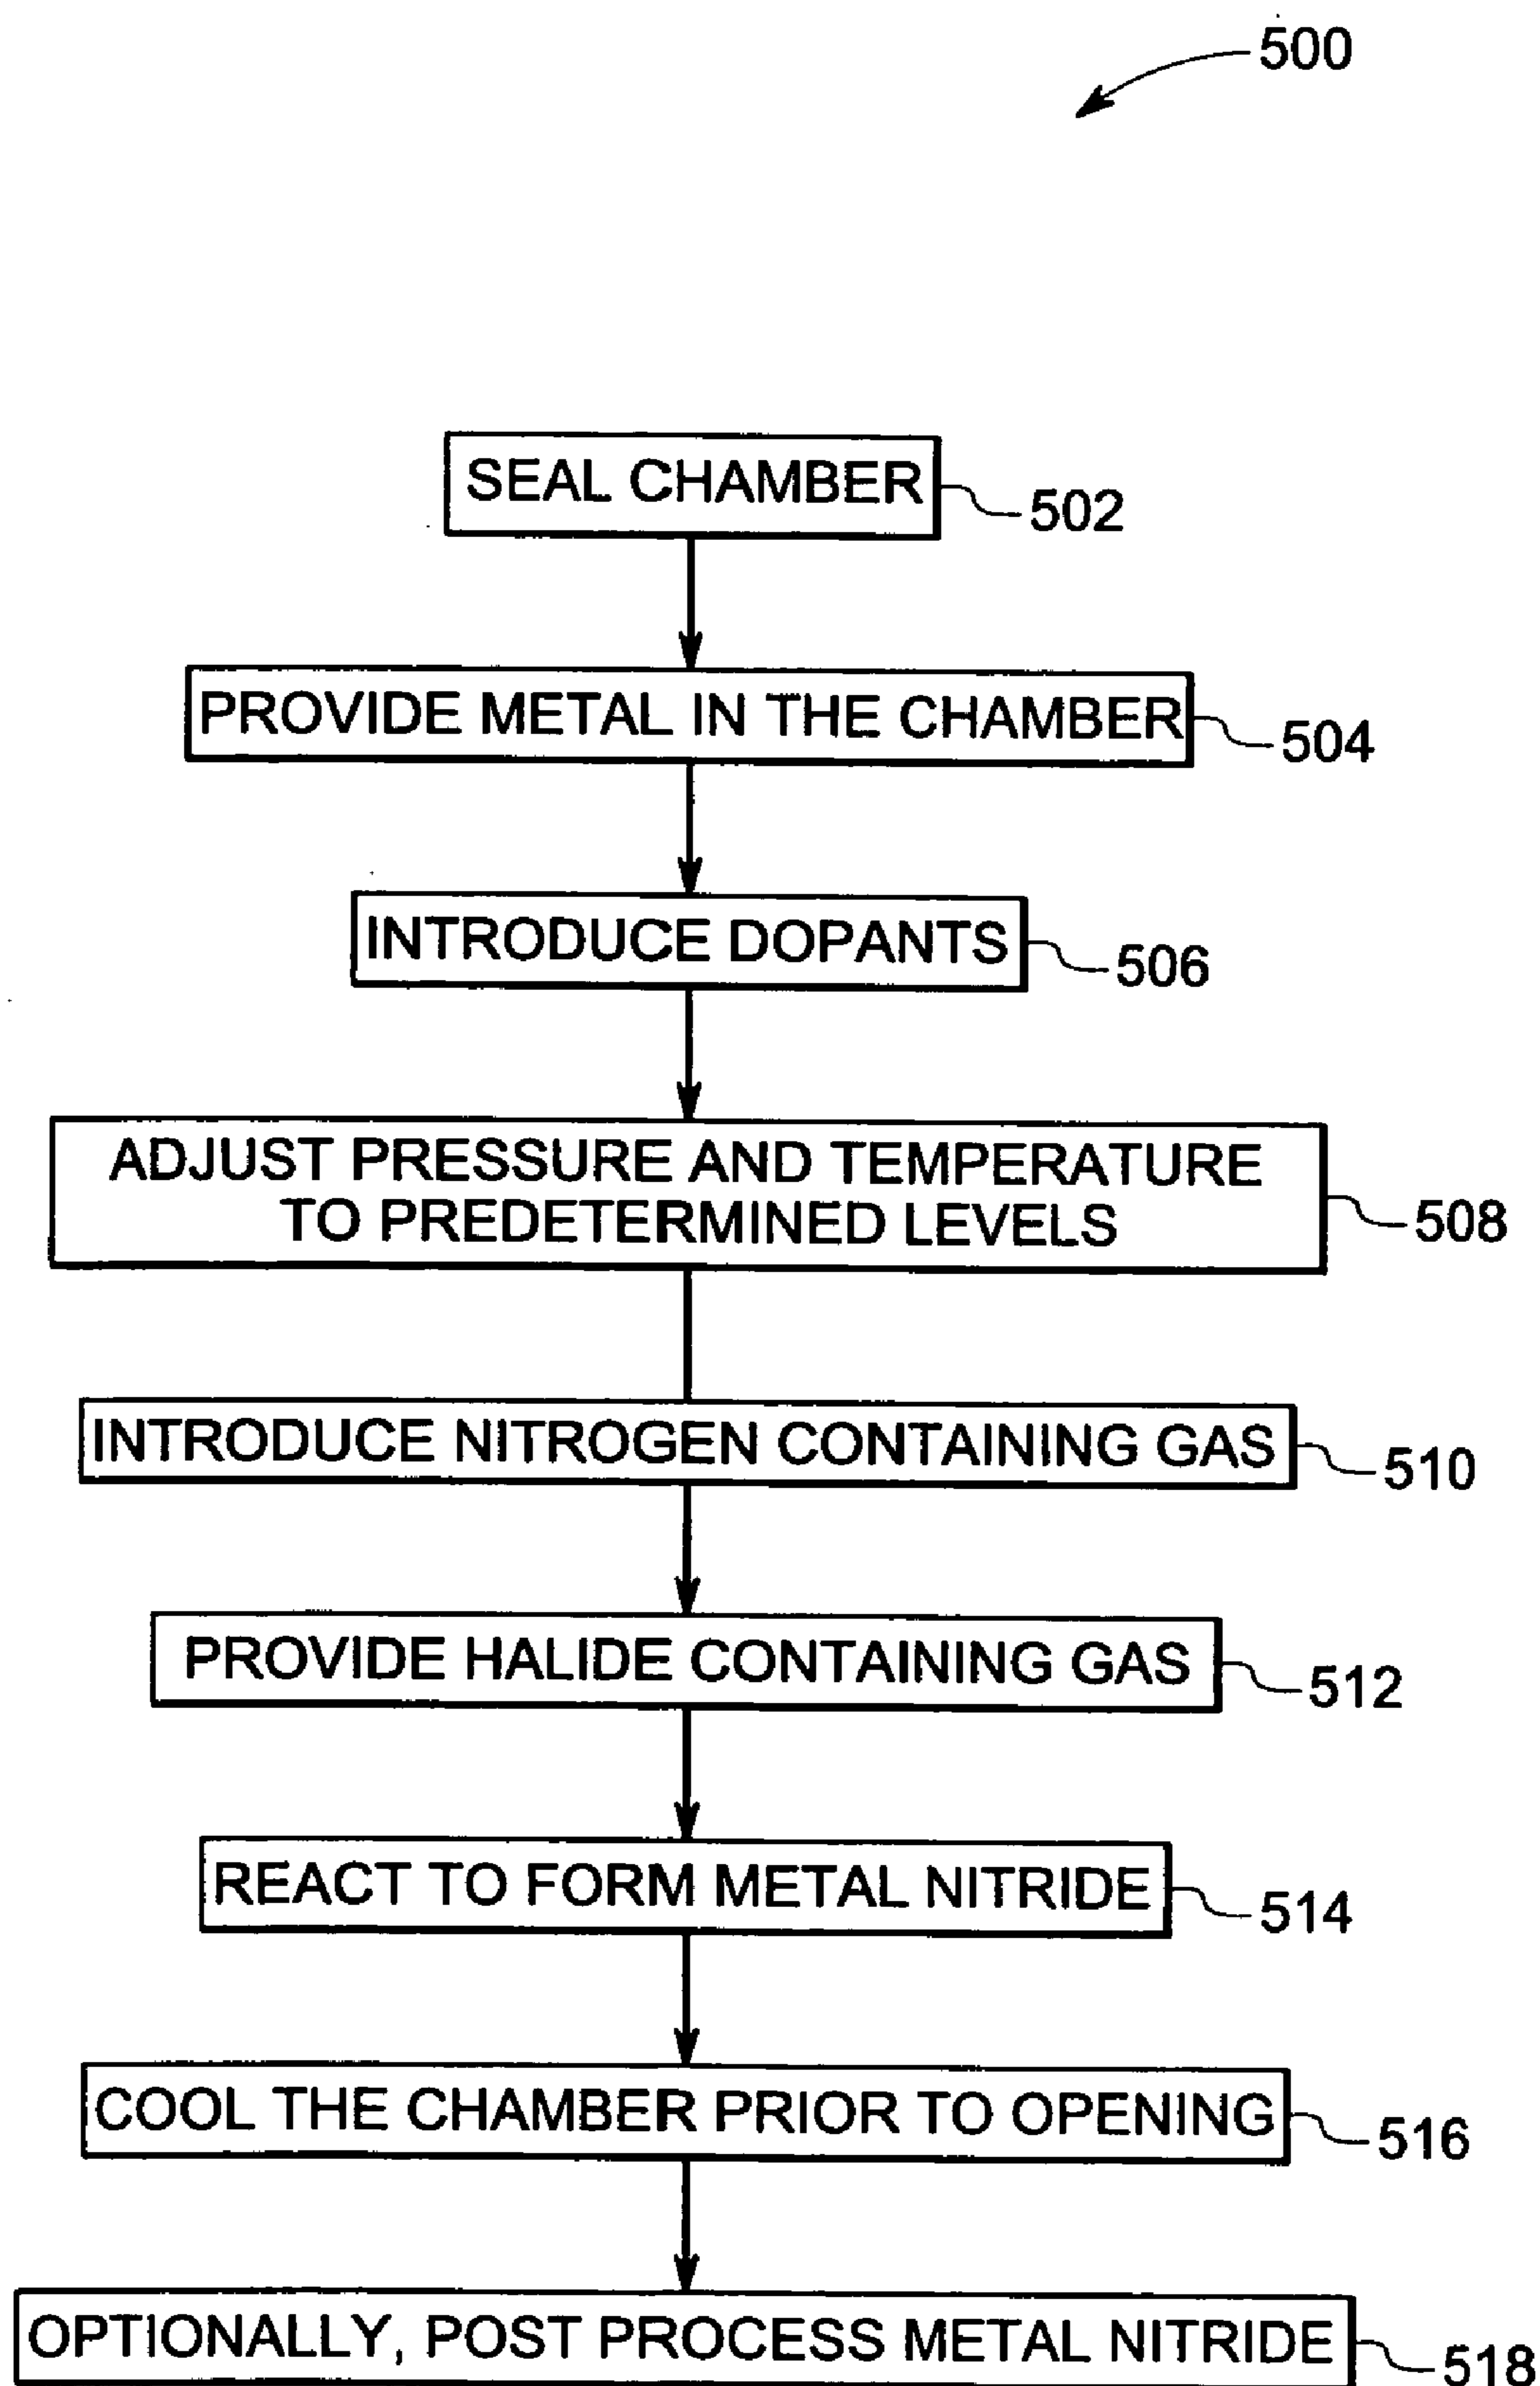 500
SEAL CHAMBER
502
PROVIDE METAL IN THE CHAMBER
504
INTRODUCE DOPANTS
506
ADJUST PRESSURE AND TEMPERATURE
TO PREDETERMINED LEVELS
508
INTRODUCE NITROGEN CONTAINING GAS
510
PROVIDE HALIDE CONTAINING GAS
512
REACT TO FORM METAL NITRIDE
514
COOL THE CHAMBER PRIOR TO OPENING
516
OPTIONALLY, POST PROCESS METAL NITRIDE
518